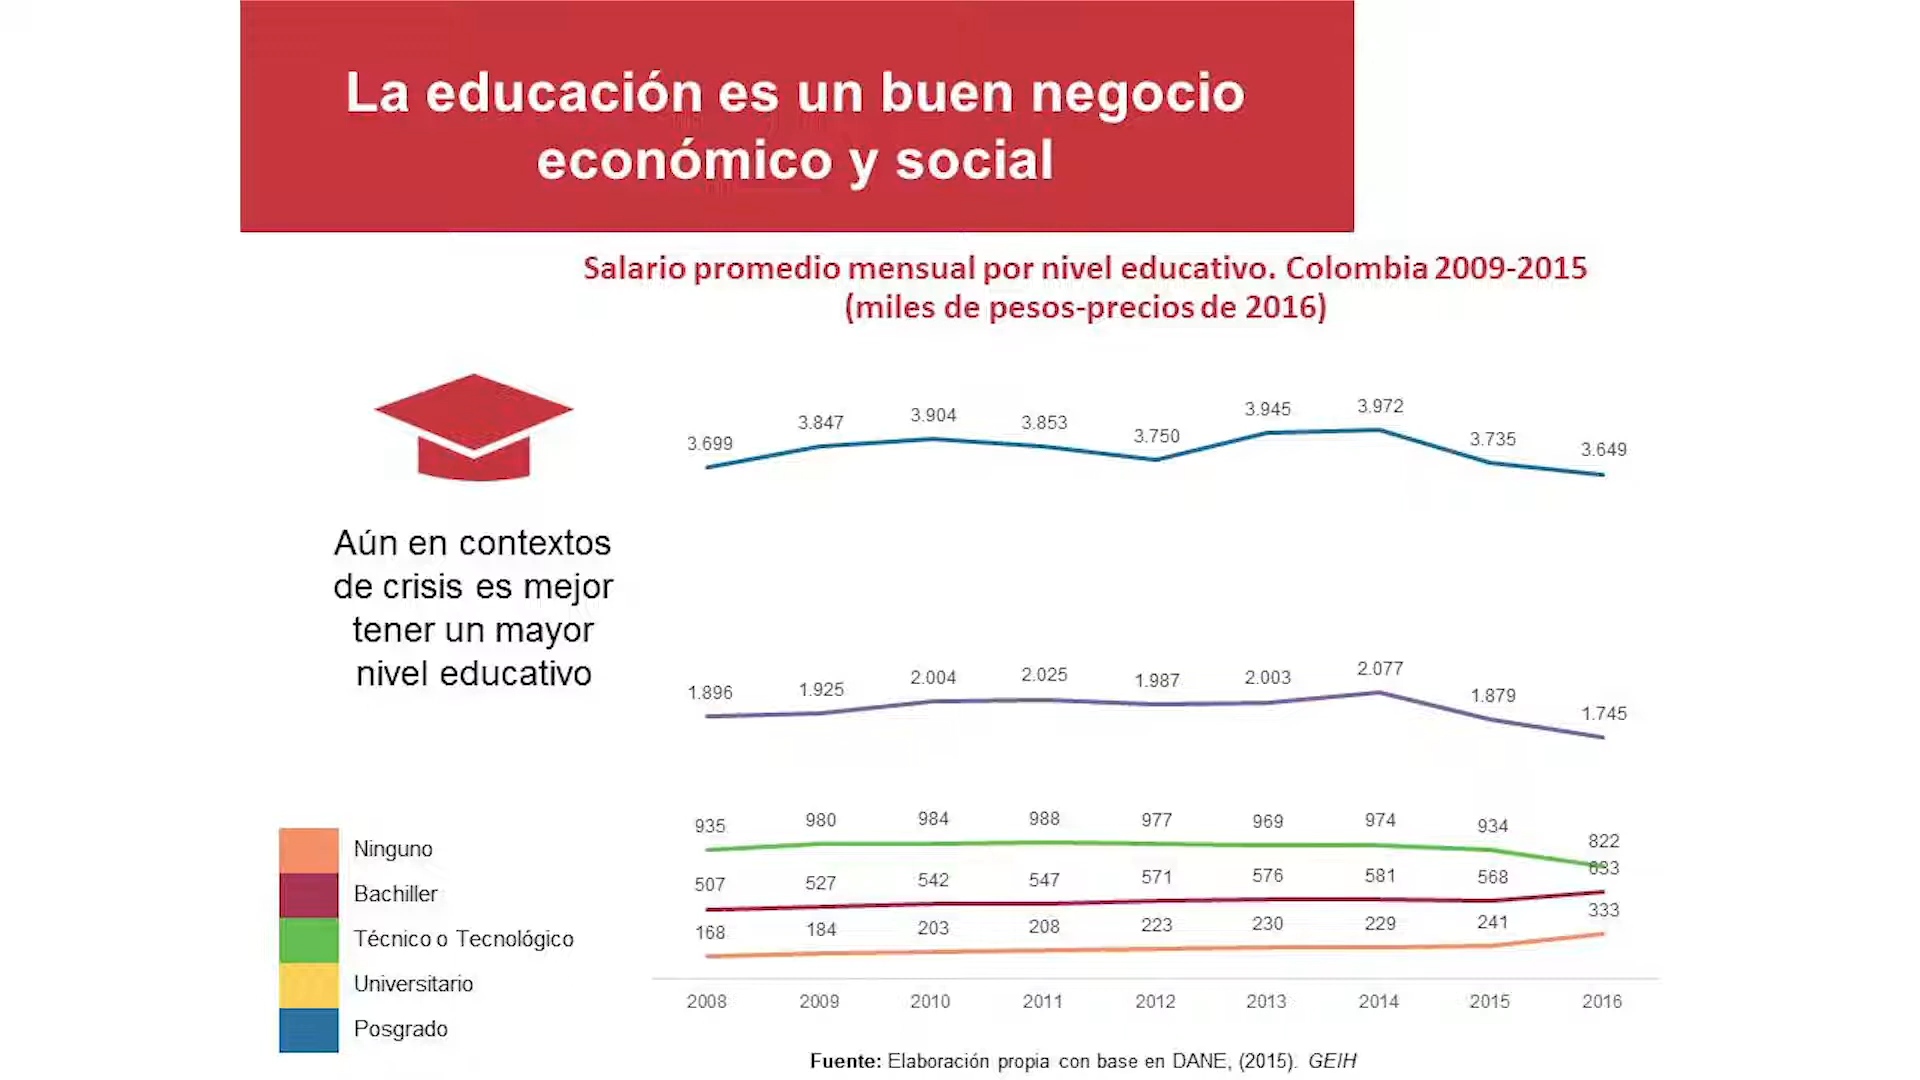 La educación es un buen negocio
económico y social
Salario promedio mensual por nivel educativo. Colombia 2009-2015
(miles de pesos-precios de 2016)
Aún en contextos
de crisis es mejor
tener un mayor
nivel educativo
3.699 3.847 3.904 3.853 3.750 3.945 3.972 3.735 3.649
1.896 1.925 2.004 2.025 1.987 2.003 2.077 1.879 1.745
935 980 984 988 977 969 974 934 822
507 527 542 547 571 576 581 568 633
168 184 203 208 223 230 229 241 333
2008 2009 2010 2011 2012 2013 2014 2015 2016
Ninguno
Bachiller
Técnico o Tecnológico
Universitario
Posgrado
Fuente: Elaboración propia con base en DANE, (2015). GEIH